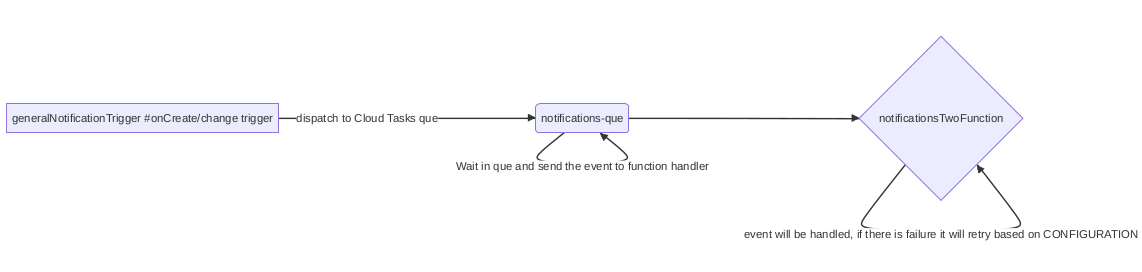 generalNotificationTrigger #onCreate/change trigger
dispatch to Cloud Tasks que
notifications-que
notificationsTwoFunction
Wait in que and send the event to function handler
event will be handled, if there is failure it will retry based on CONFIGURATION